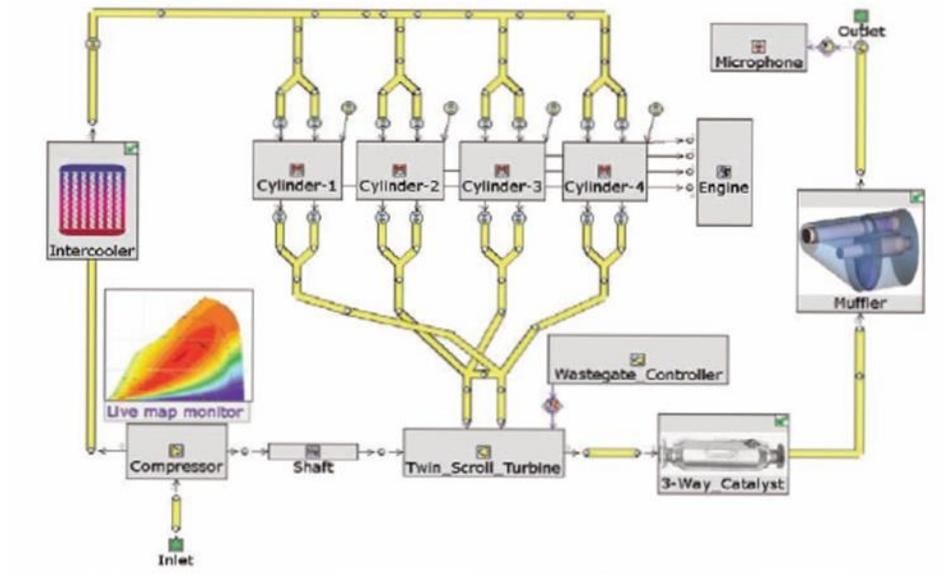 Outlet
Microphone
Cylinder-1
Cylinder-2
Cylinder-3
Cylinder-4
Engine
Intercooler
Muffler
Live map monitor
Wastegate_Controller
Compressor
Shaft
Twin_Scroll_Turbine
3-Way_Catalyst
Inlet